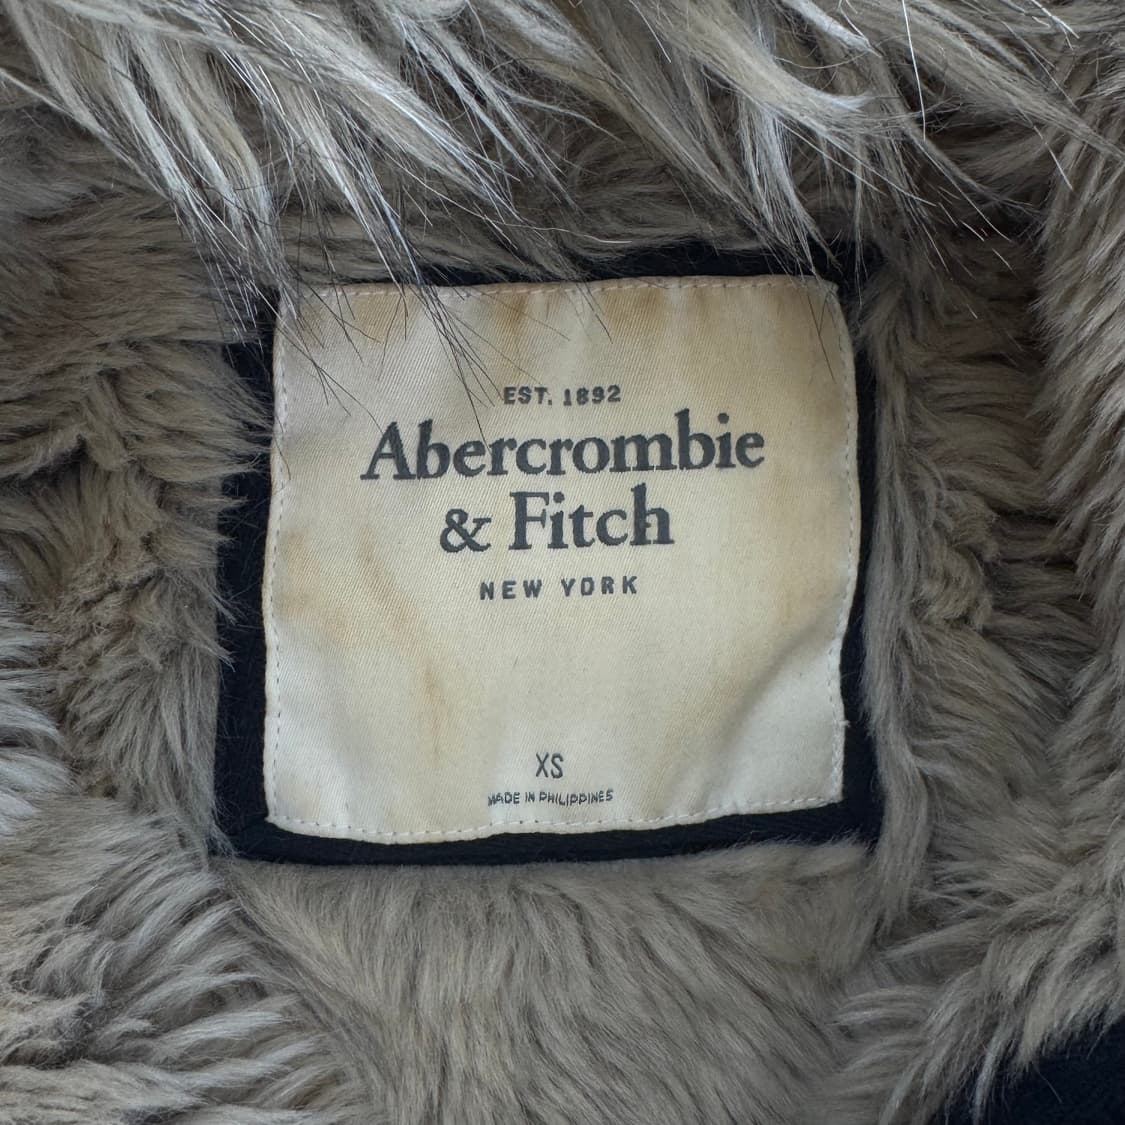 EST. 1892
Abercrombie
& Fitch
NEW YORK
XS
MADE IN PHILIPPINES